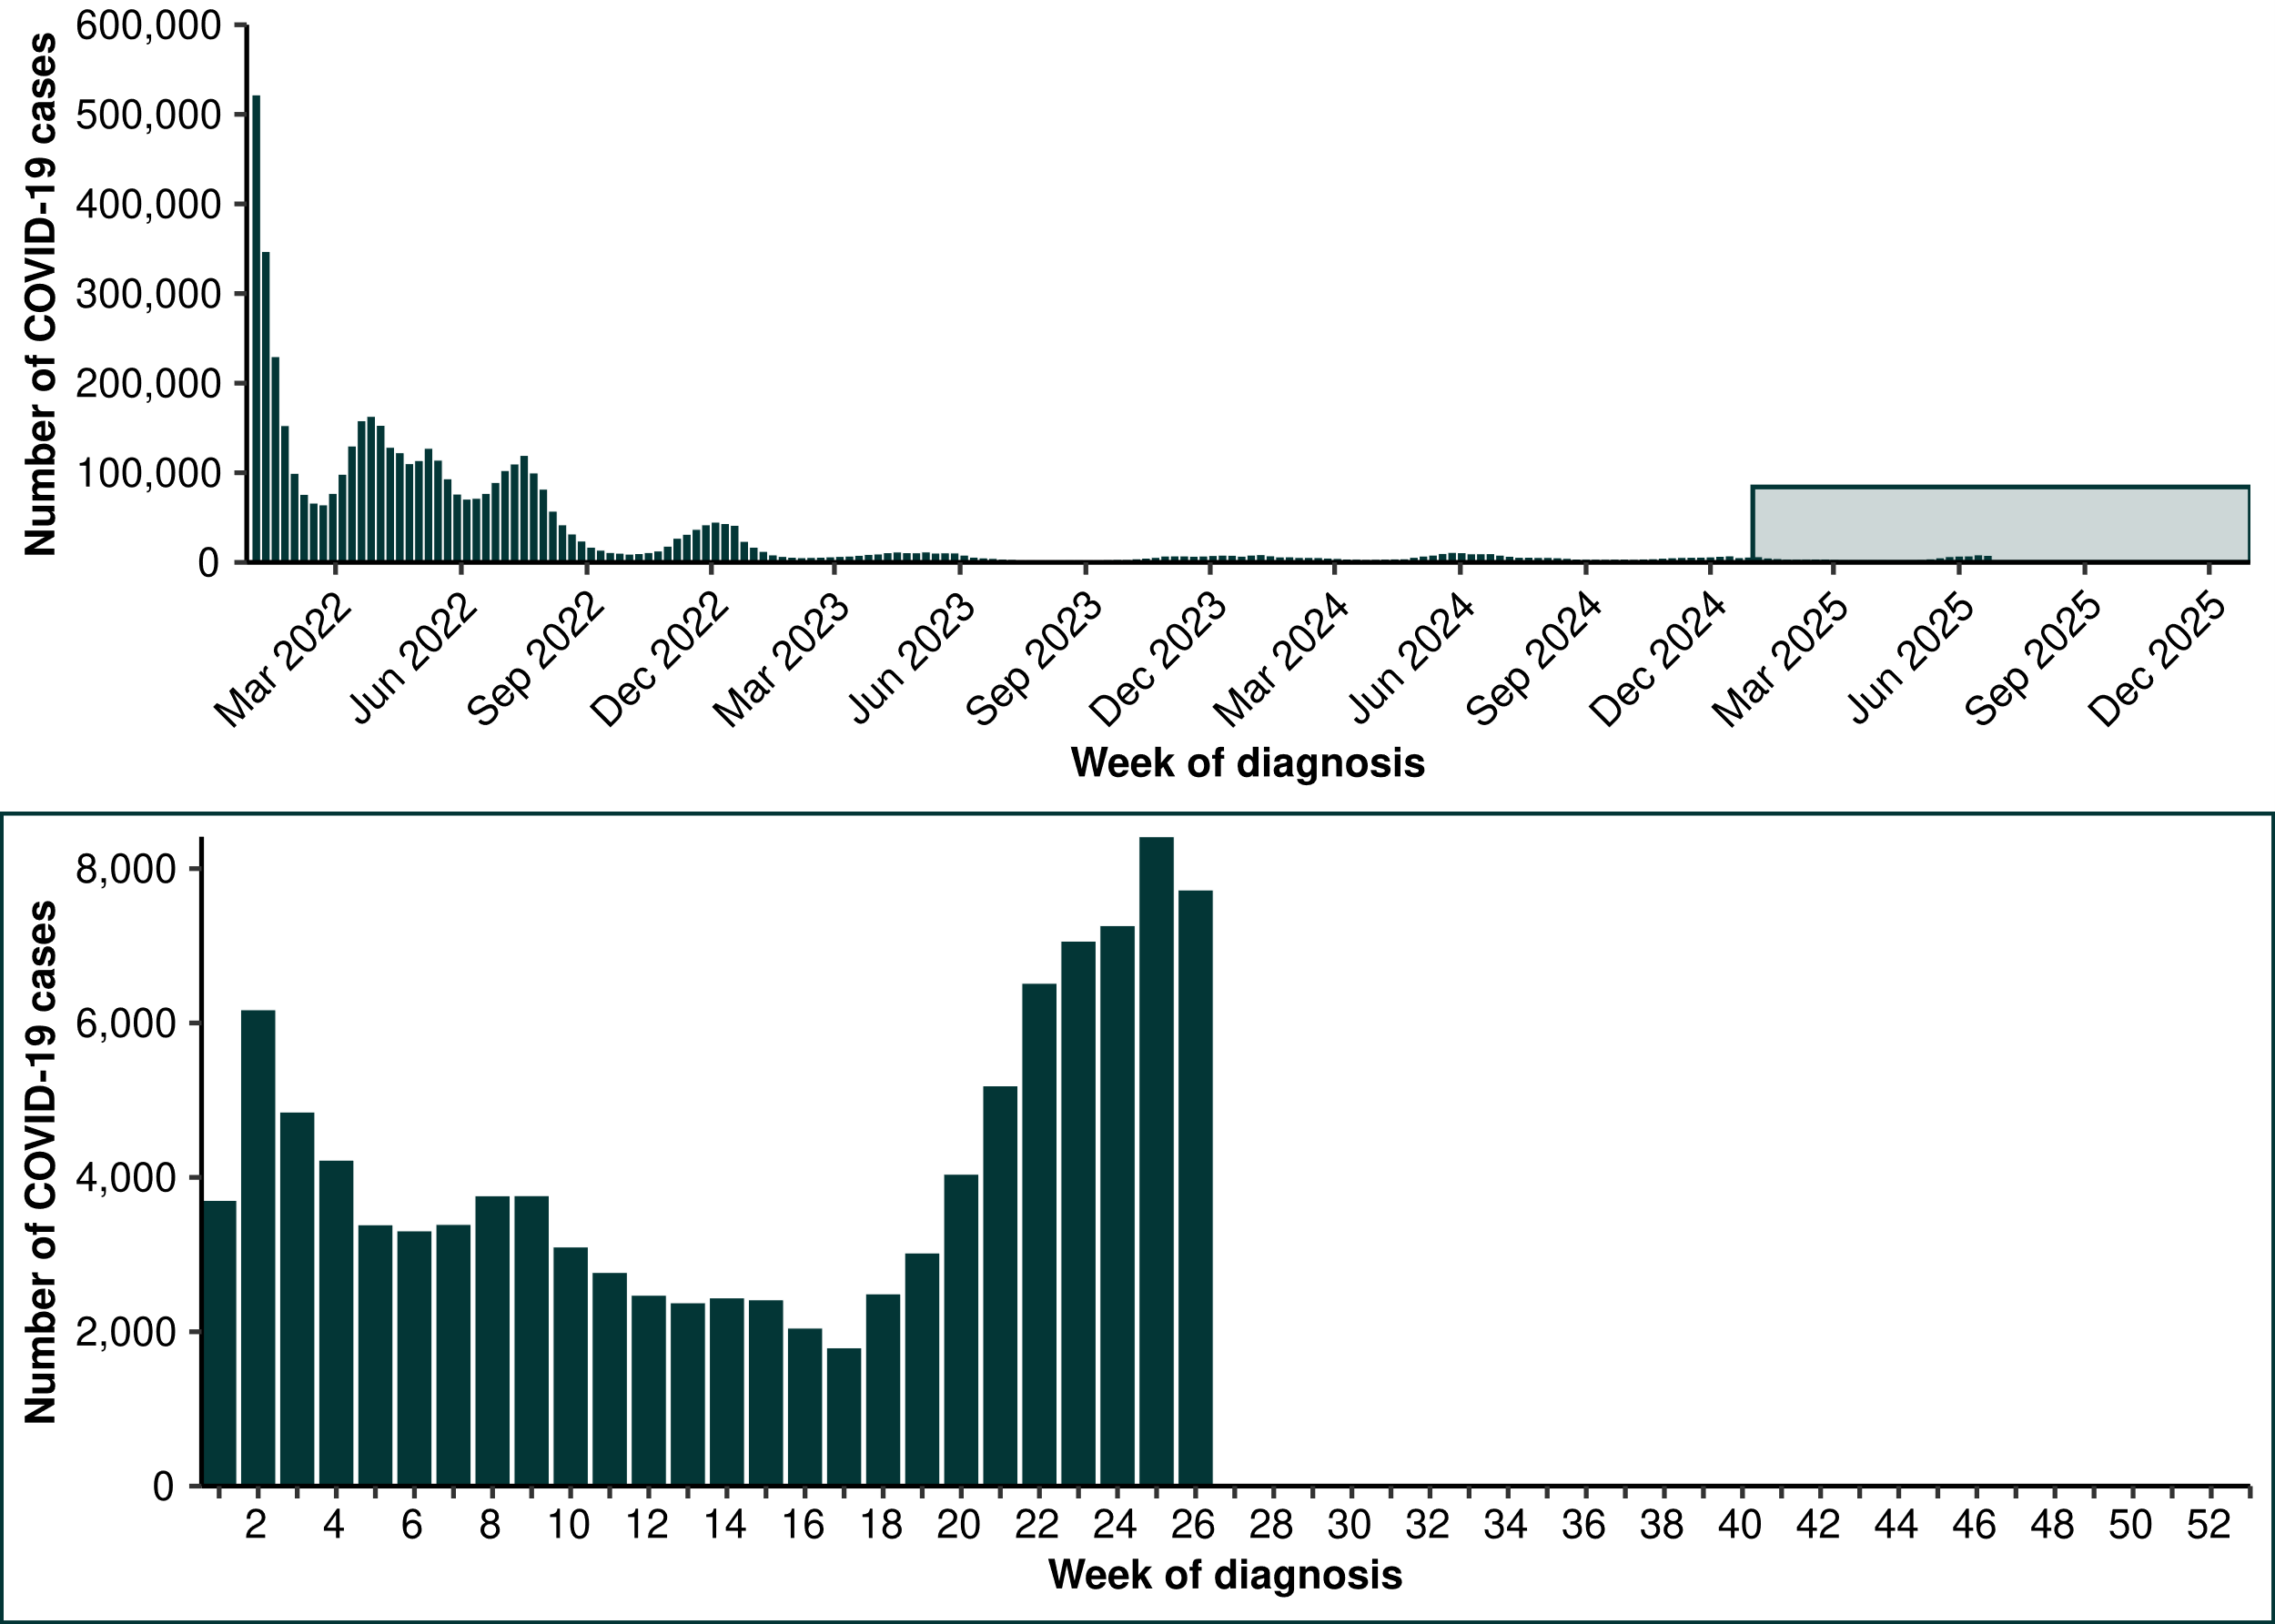 Number of COVID-19 cases
600,000
500,000
400,000
300,000
200,000
100,000
0
Mar 2022
Jun 2022
Sep 2022
Dec 2022
Mar 2023
Jun 2023
Sep 2023
Dec 2023
Mar 2024
Jun 2024
Sep 2024
Dec 2024
Mar 2025
Jun 2025
Sep 2025
Dec 2025
Week of diagnosis
Number of COVID-19 cases
8,000
6,000
4,000
2,000
0
2 4 6 8 10 12 14 16 18 20 22 24 26 28 30 32 34 36 38 40 42 44 46 48 50 52
Week of diagnosis